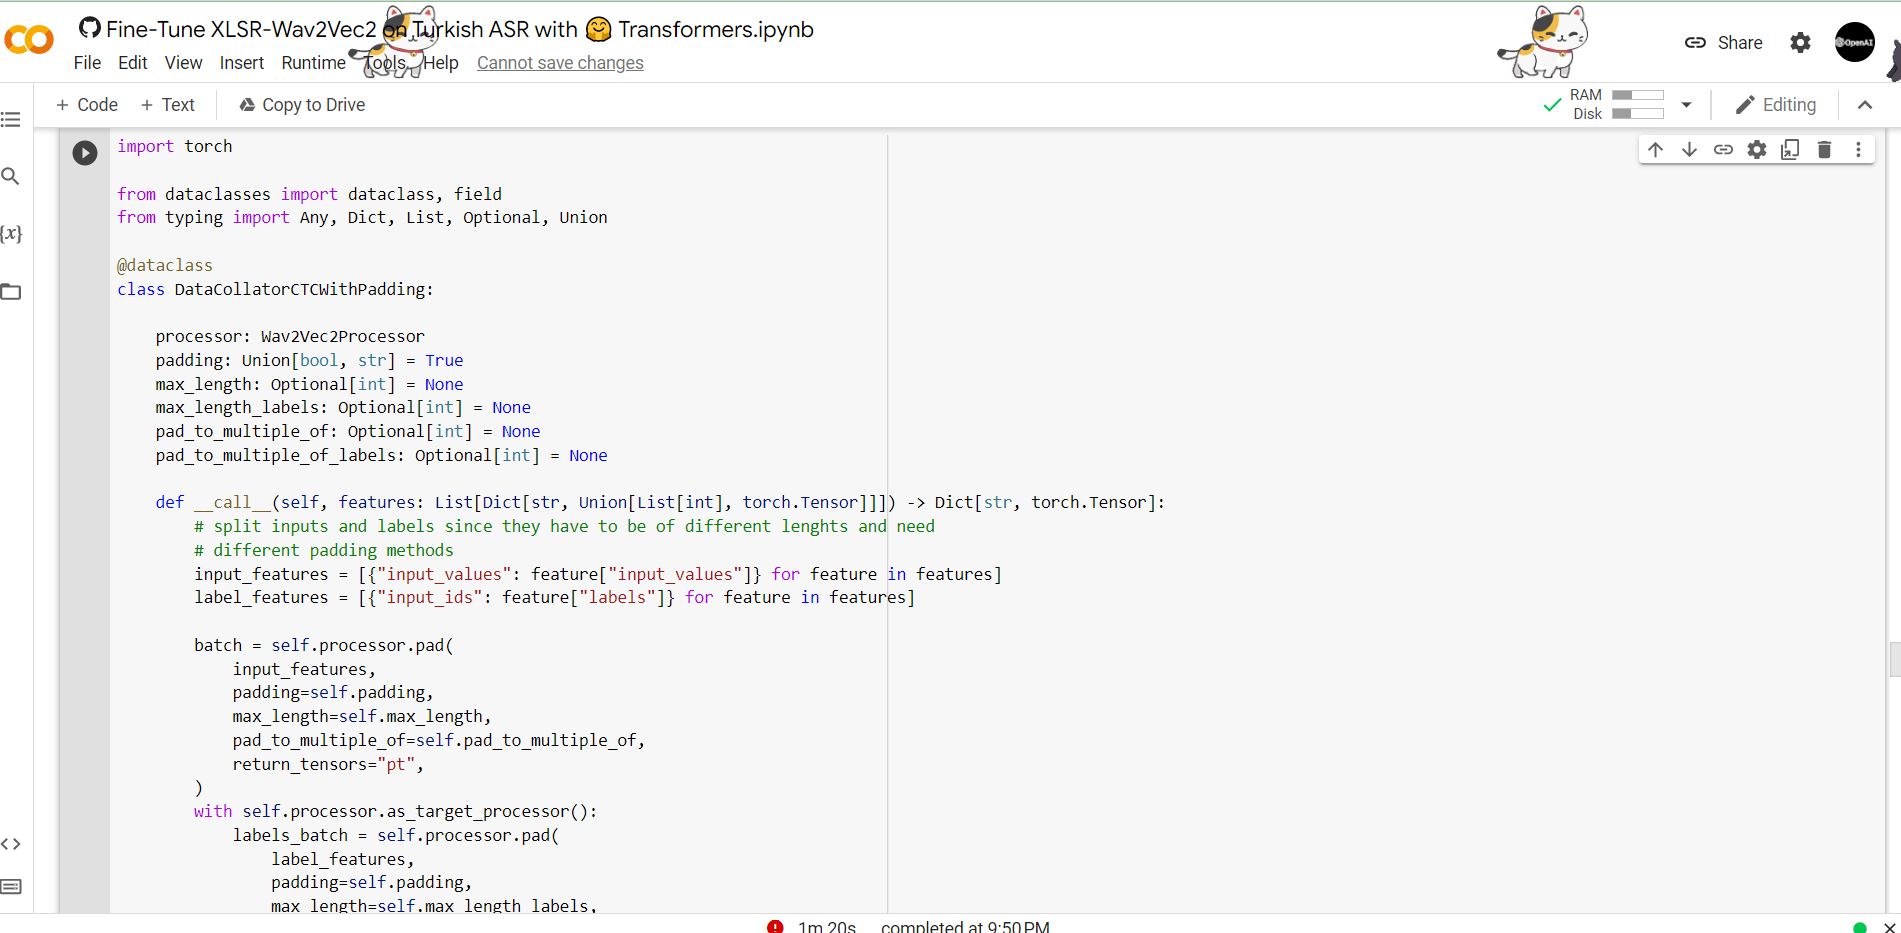 Fine-Tune XLSR-Wav2Vec2 on Turkish ASR with 🤗 Transformers.ipynb
File Edit View Insert Runtime Tools Help Cannot save changes
Share
OpenAI
+ Code + Text Copy to Drive
RAM
Disk
Editing
import torch
from dataclasses import dataclass, field
from typing import Any, Dict, List, Optional, Union
@dataclass
class DataCollatorCTCWithPadding:
processor: Wav2Vec2Processor
padding: Union[bool, str] = True
max_length: Optional[int] = None
max_length_labels: Optional[int] = None
pad_to_multiple_of: Optional[int] = None
pad_to_multiple_of_labels: Optional[int] = None
def __call__(self, features: List[Dict[str, Union[List[int], torch.Tensor]]]) -> Dict[str, torch.Tensor]:
# split inputs and labels since they have to be of different lenghts and need
# different padding methods
input_features = [{"input_values": feature["input_values"]} for feature in features]
label_features = [{"input_ids": feature["labels"]} for feature in features]
batch = self.processor.pad(
input_features,
padding=self.padding,
max_length=self.max_length,
pad_to_multiple_of=self.pad_to_multiple_of,
return_tensors="pt",
)
with self.processor.as_target_processor():
labels_batch = self.processor.pad(
label_features,
padding=self.padding,
max_length=self.max_length_labels,
{x}
<>
1m 20s completed at 9:50 PM